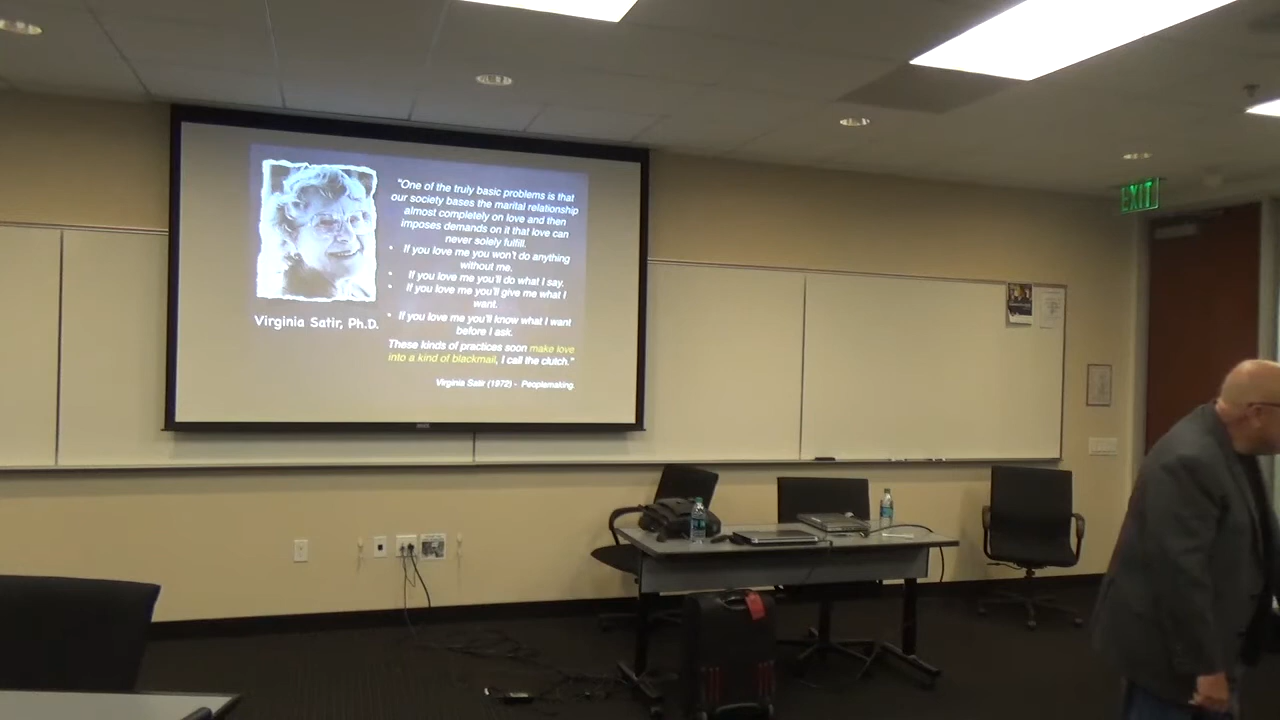 "One of the truly basic problems is that
our society bases the marital relationship
almost completely on love and then
imposes demands on it that love can
never solely fulfill.
• If you love me you won't do anything
without me.
• If you love me you'll do what I say.
• If you love me you'll give me what I
want.
• If you love me you'll know what I want
before I ask.
These kinds of practices soon make love
into a kind of blackmail, I call the clutch."
Virginia Satir (1972) - Peoplemaking.
Virginia Satir, Ph.D.
EXIT